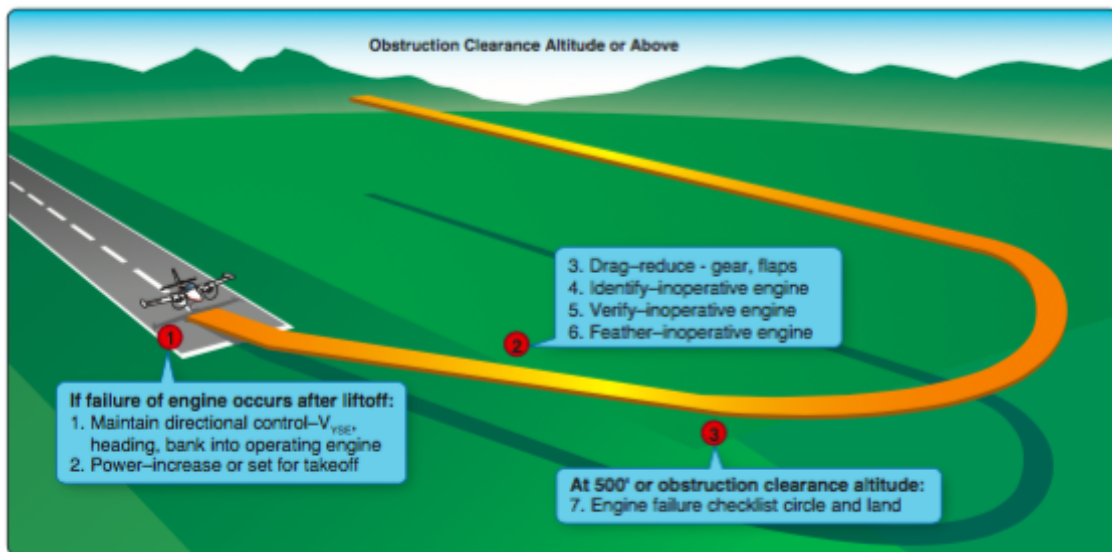 Obstruction Clearance Altitude or Above
3. Drag–reduce - gear, flaps
4. Identify–inoperative engine
5. Verify–inoperative engine
6. Feather–inoperative engine
1
2
If failure of engine occurs after liftoff:
1. Maintain directional control–VYSE,
heading, bank into operating engine
2. Power–increase or set for takeoff
3
At 500' or obstruction clearance altitude:
7. Engine failure checklist circle and land